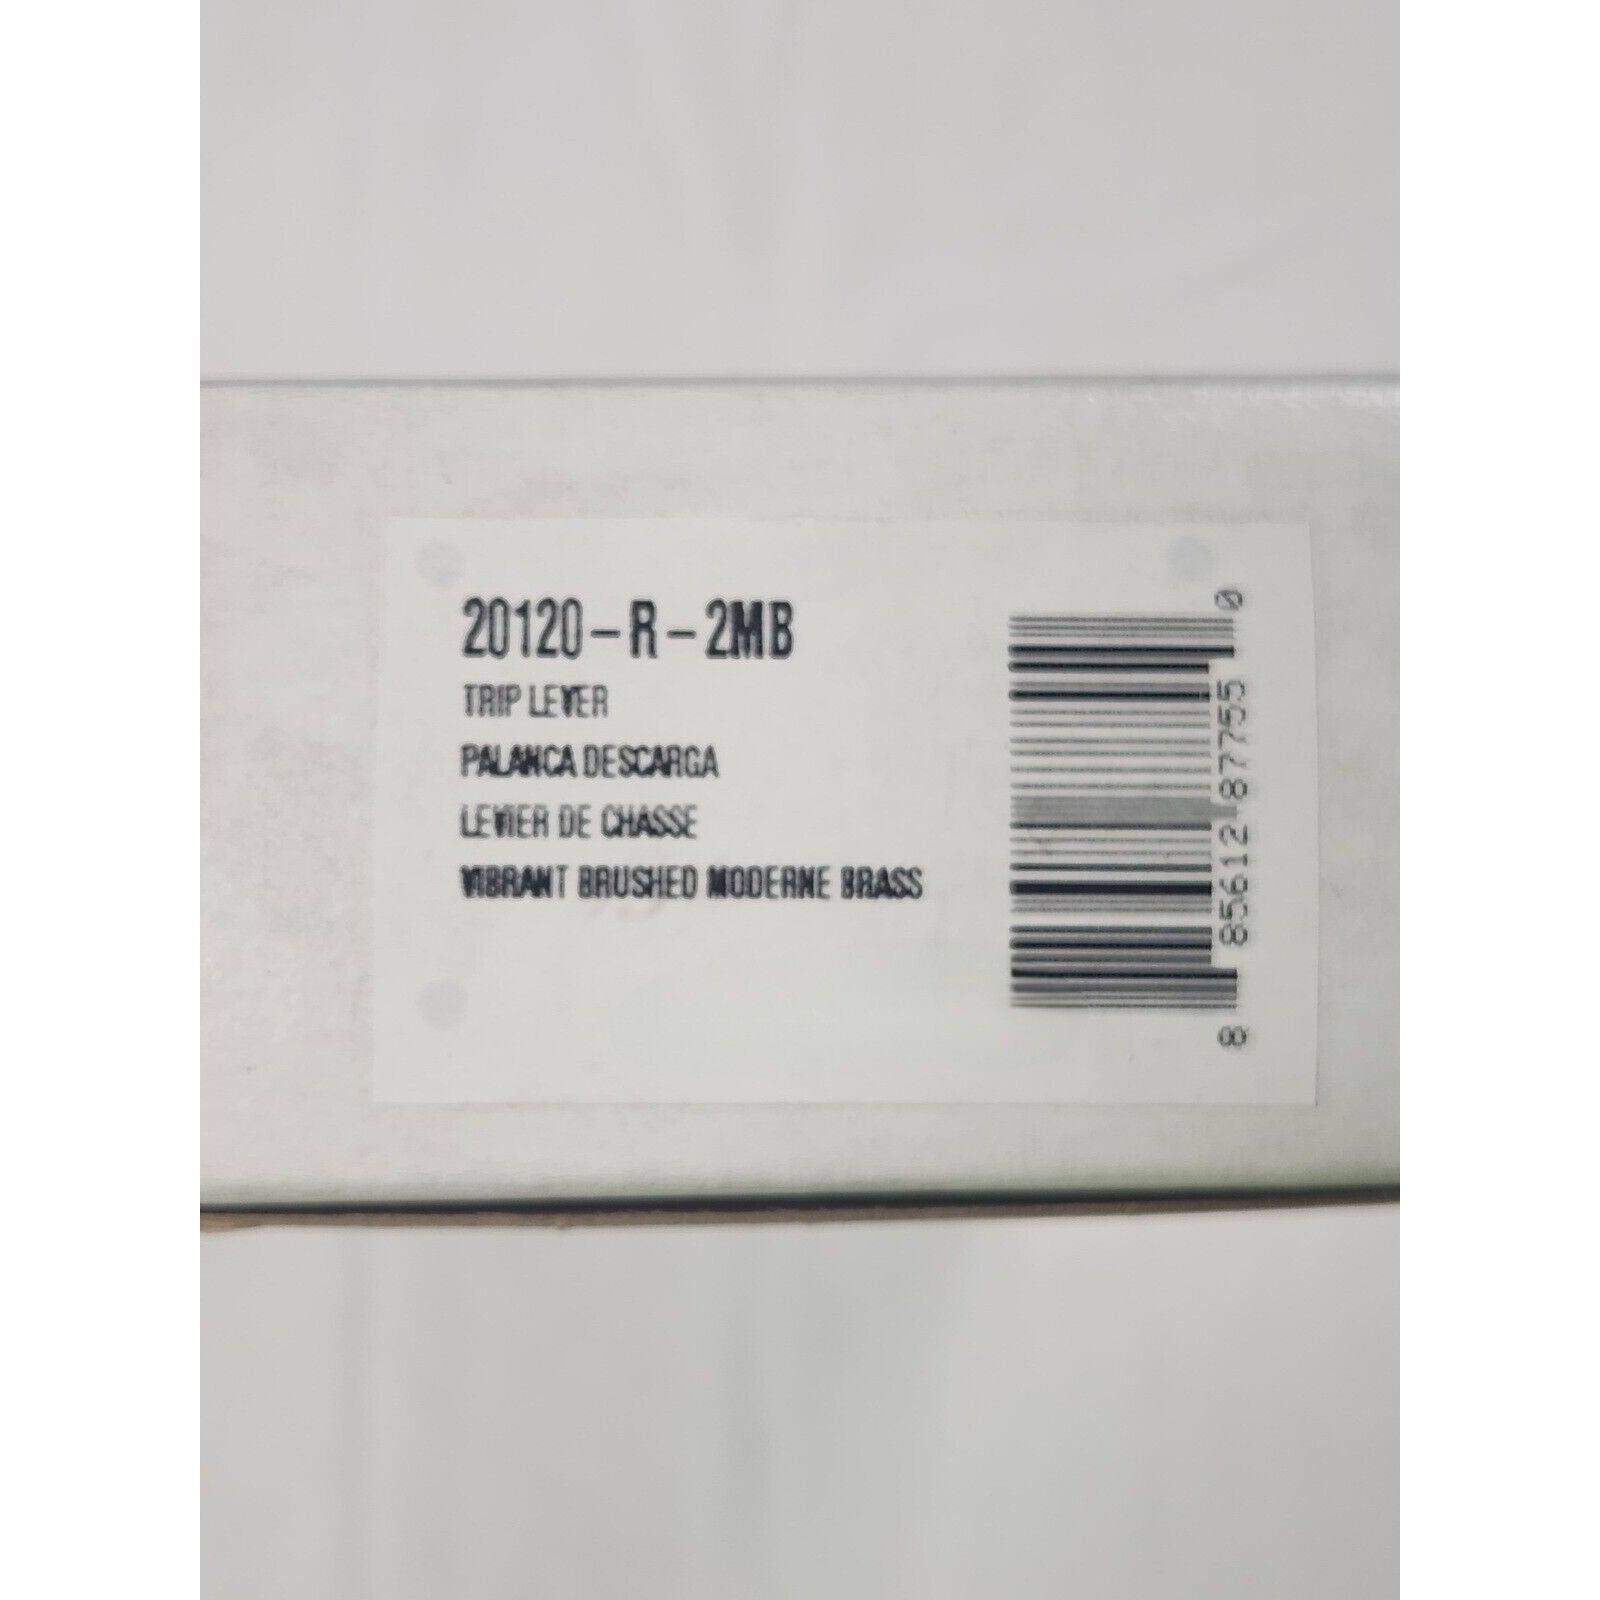 20120-R-2MB
TRIP LEVER
PALANCA DESCARGA
LEVIER DE CHASSE
VIBRANT BRUSHED MODERNE BRASS
8 85612 87755 0